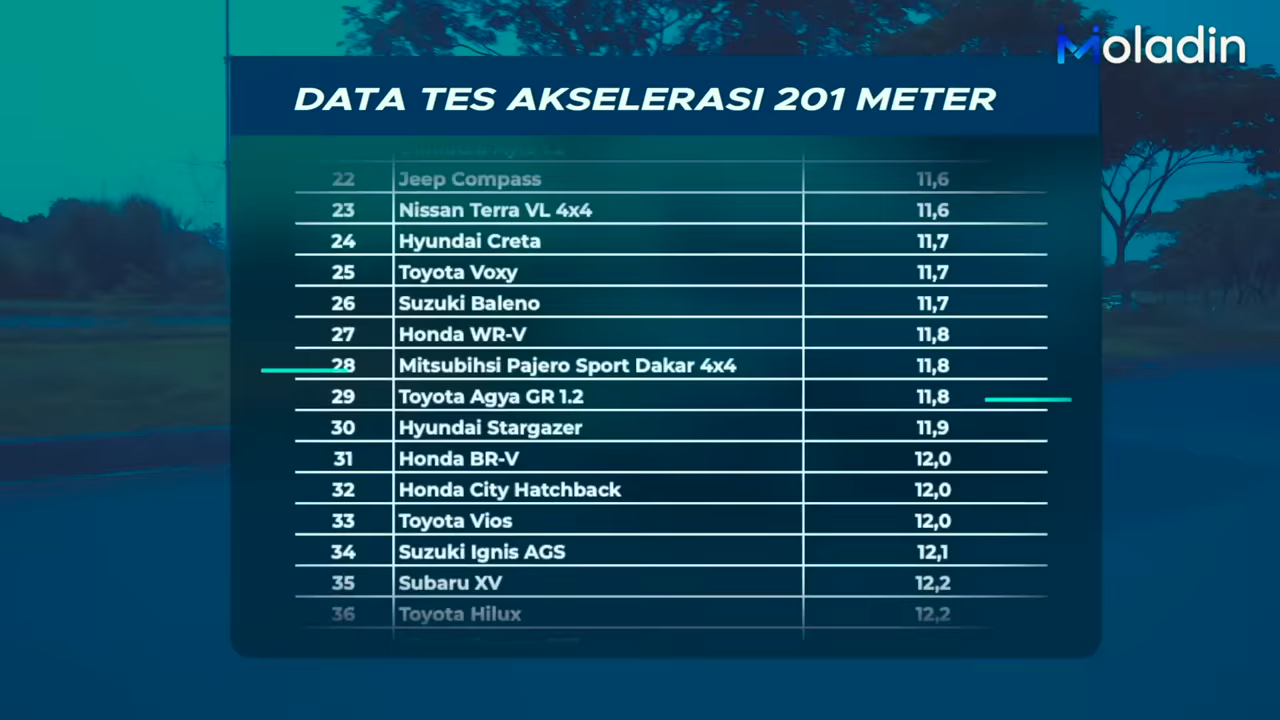 Moladin
DATA TES AKSELERASI 201 METER
22 Jeep Compass 11,6
23 Nissan Terra VL 4x4 11,6
24 Hyundai Creta 11,7
25 Toyota Voxy 11,7
26 Suzuki Baleno 11,7
27 Honda WR-V 11,8
28 Mitsubihsi Pajero Sport Dakar 4x4 11,8
29 Toyota Agya GR 1.2 11,8
30 Hyundai Stargazer 11,9
31 Honda BR-V 12,0
32 Honda City Hatchback 12,0
33 Toyota Vios 12,0
34 Suzuki Ignis AGS 12,1
35 Subaru XV 12,2
36 Toyota Hilux 12,2